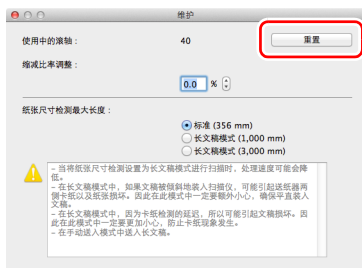 维护
使用中的滚轴： 40 重置
缩减比率调整：
0.0 %
纸张尺寸检测最大长度：
标准 (356 mm)
长文稿模式 (1,000 mm)
长文稿模式 (3,000 mm)
– 当将纸张尺寸检测设置为长文稿模式进行扫描时，处理速度可能会降
低。
– 在长文稿模式中，如果文稿被倾斜地装入扫描仪，可能引起送纸器两
侧卡纸以及纸张损坏。因此在此模式中一定要额外小心，确保平直装入
文稿。
– 在长文稿模式中，因为卡纸检测的延迟，所以可能引起文稿损坏。因
此在此模式中一定要更加小心，防止卡纸现象发生。
– 在手动送入模式中送入长文稿。